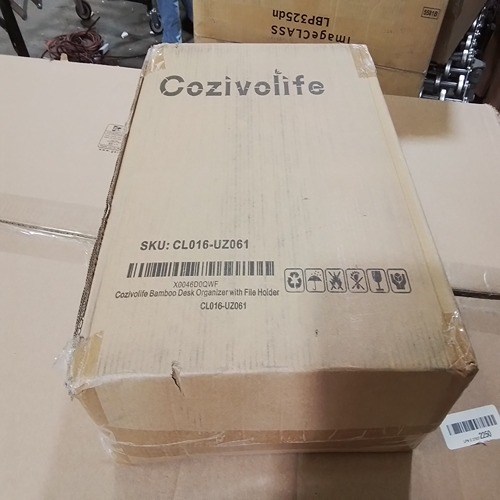 imageCLASS
LBP325dn
Cozivolife
SKU: CL016-UZ061
X0046D0QWF
Cozivolife Bamboo Desk Organizer with File Holder
CL016-UZ061